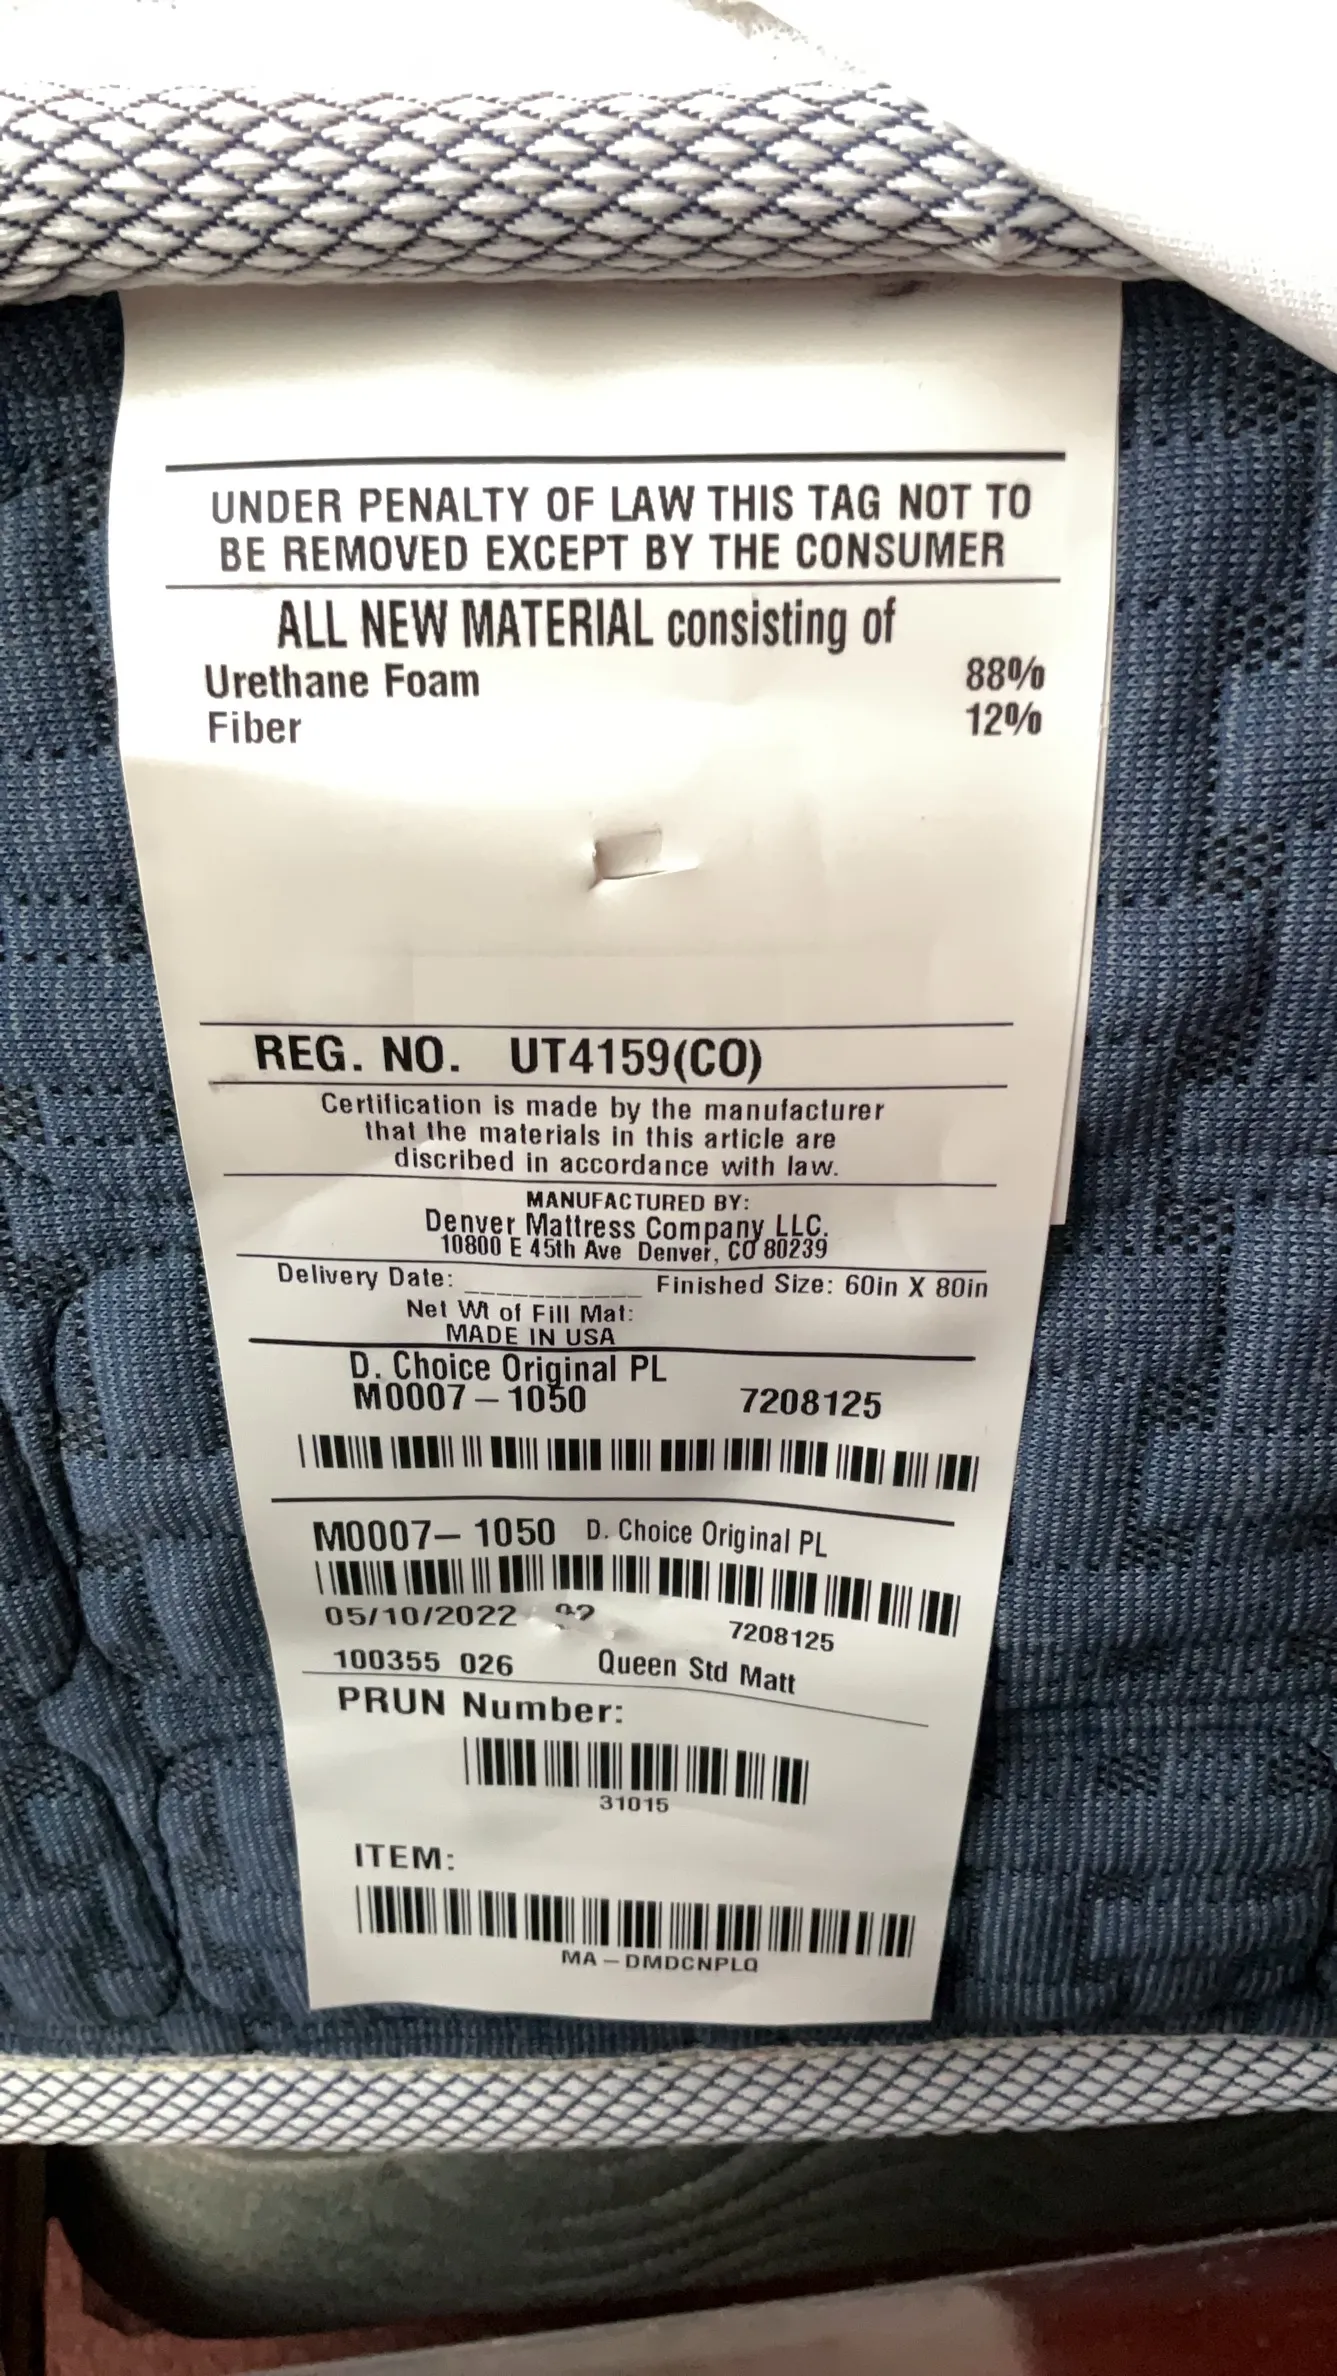 UNDER PENALTY OF LAW THIS TAG NOT TO
BE REMOVED EXCEPT BY THE CONSUMER
ALL NEW MATERIAL consisting of
Urethane Foam 88%
Fiber 12%
REG. NO. UT4159(CO)
Certification is made by the manufacturer
that the materials in this article are
discribed in accordance with law.
MANUFACTURED BY:
Denver Mattress Company LLC.
10800 E 45th Ave Denver, CO 80239
Delivery Date: __________ Finished Size: 60in X 80in
Net Wt of Fill Mat:
MADE IN USA
D. Choice Original PL
M0007-1050 7208125
M0007-1050 D. Choice Original PL
05/10/2022 7208125
100355 026 Queen Std Matt
PRUN Number:
31015
ITEM:
MA-DMDCNPLQ